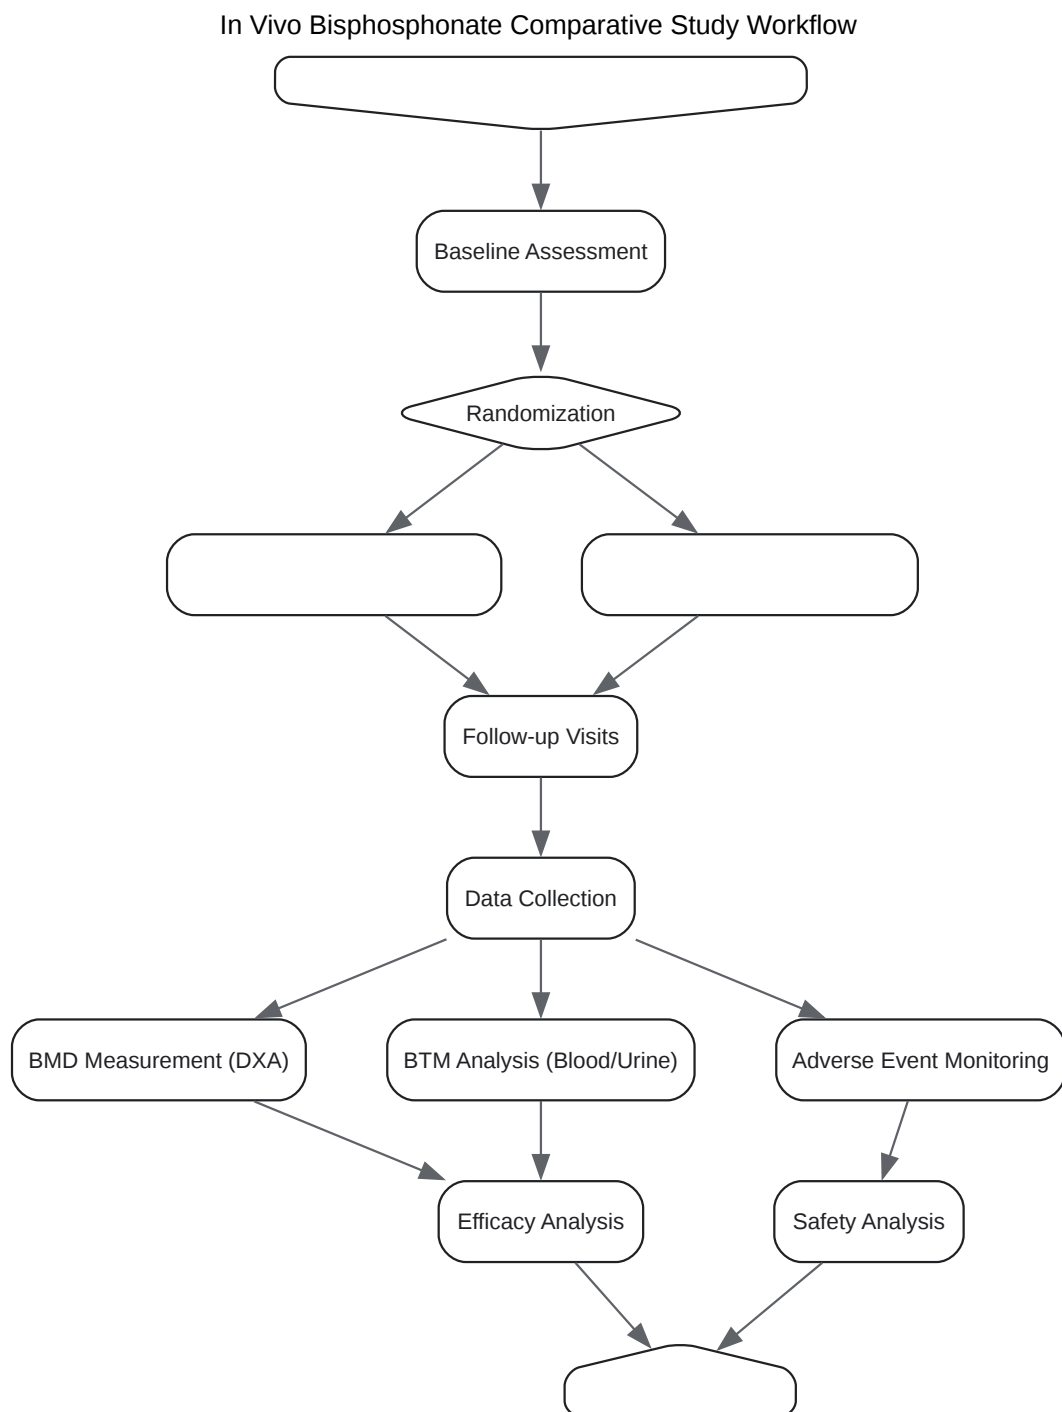 In Vivo Bisphosphonate Comparative Study Workflow
Baseline Assessment
Randomization
Follow-up Visits
Data Collection
BMD Measurement (DXA)
BTM Analysis (Blood/Urine)
Adverse Event Monitoring
Efficacy Analysis
Safety Analysis